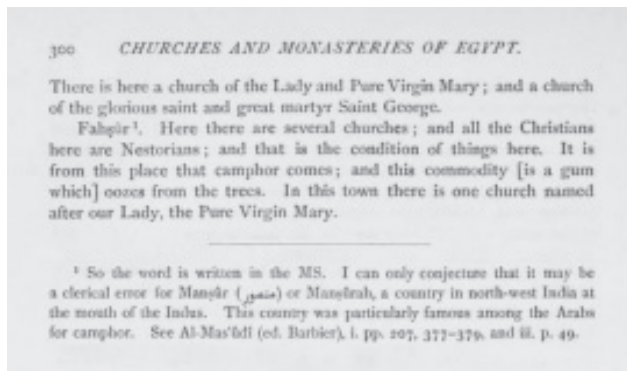 300 CHURCHES AND MONASTERIES OF EGYPT.
There is here a church of the Lady and Pure Virgin Mary; and a church
of the glorious saint and great martyr Saint George.
Fahṣûr¹. Here there are several churches; and all the Christians
here are Nestorians; and that is the condition of things here. It is
from this place that camphor comes; and this commodity [is a gum
which] oozes from the trees. In this town there is one church named
after our Lady, the Pure Virgin Mary.
¹ So the word is written in the MS. I can only conjecture that it may be
a clerical error for Manṣûr (منصور) or Manṣûrah, a country in north-west India at
the mouth of the Indus. This country was particularly famous among the Arabs
for camphor. See Al-Mas'ûdî (ed. Barbier), i. pp. 207, 377-379, and iii. p. 49.